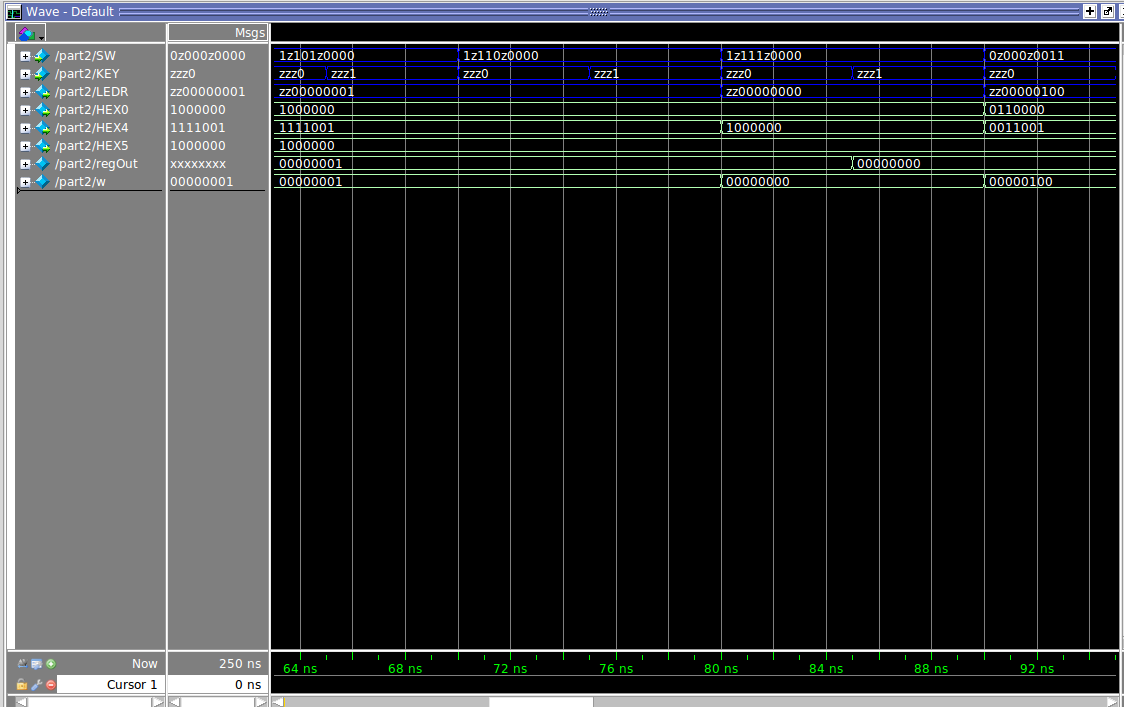 Wave - Default
Msgs
/part2/SW 0z000z0000 1z101z0000 1z110z0000 1z111z0000 0z000z0011
/part2/KEY zzz0 zzz0 zzz1 zzz0 zzz1 zzz0 zzz1 zzz0
/part2/LEDR zz00000001 zz00000001 zz00000000 zz00000100
/part2/HEX0 1000000 1000000 0110000
/part2/HEX4 1111001 1111001 1000000 0011001
/part2/HEX5 1000000 1000000
/part2/regOut xxxxxxxx 00000001 00000000
/part2/w 00000001 00000001 00000000 00000100
Now 250 ns 64 ns 68 ns 72 ns 76 ns 80 ns 84 ns 88 ns 92 ns
Cursor 1 0 ns